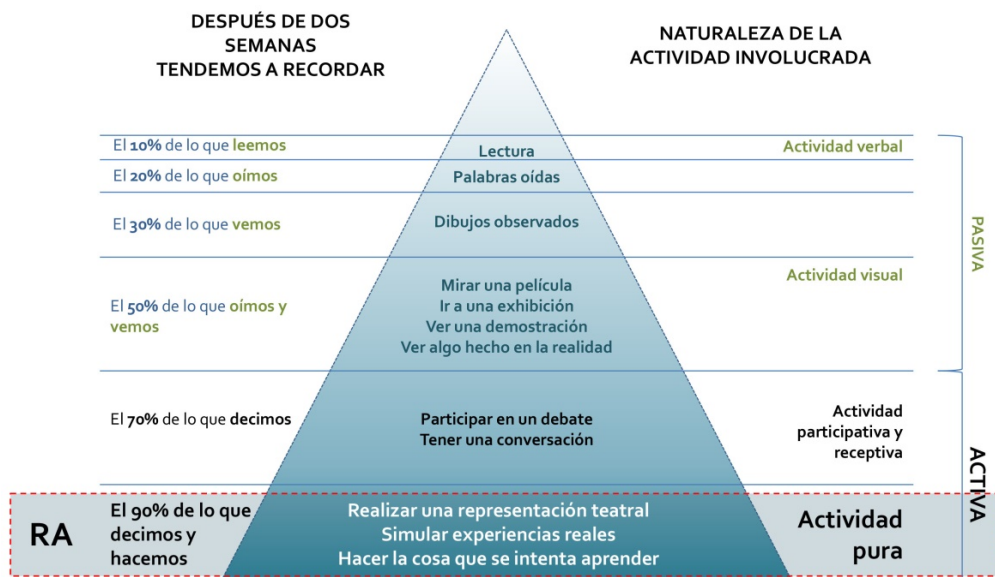 DESPUÉS DE DOS
SEMANAS
TENDEMOS A RECORDAR
NATURALEZA DE LA
ACTIVIDAD INVOLUCRADA
El 10% de lo que leemos
Lectura
Actividad verbal
El 20% de lo que oímos
Palabras oídas
El 30% de lo que vemos
Dibujos observados
PASIVA
El 50% de lo que oímos y
vemos
Mirar una película
Ir a una exhibición
Ver una demostración
Ver algo hecho en la realidad
Actividad visual
El 70% de lo que decimos
Participar en un debate
Tener una conversación
Actividad
participativa y
receptiva
ACTIVA
RA
El 90% de lo que
decimos y
hacemos
Realizar una representación teatral
Simular experiencias reales
Hacer la cosa que se intenta aprender
Actividad
pura